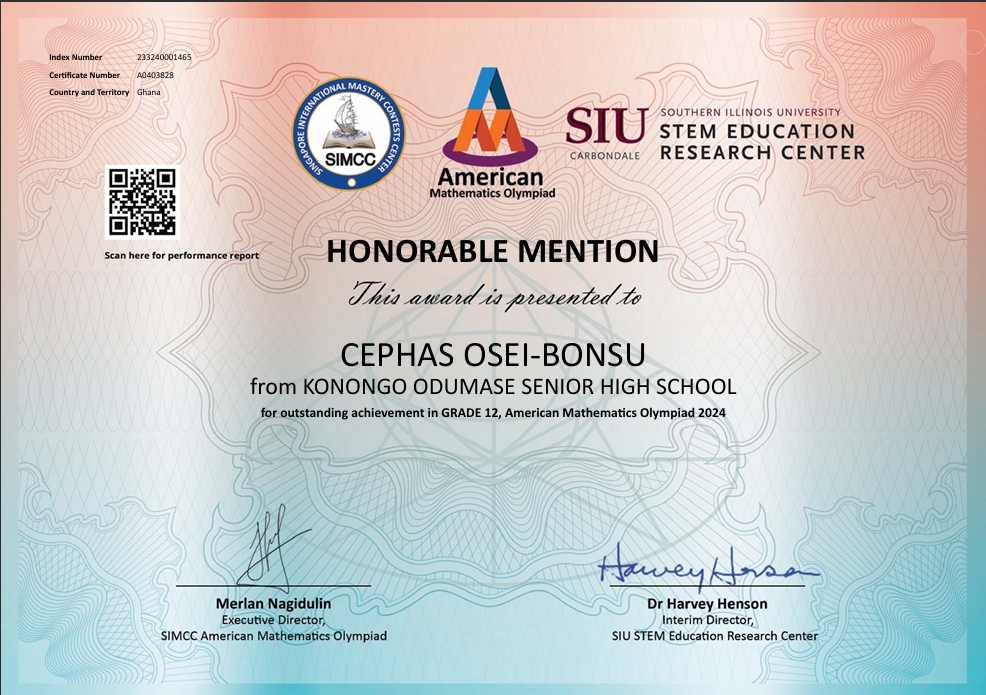 Index Number 233240001465
Certificate Number A0403828
Country and Territory Ghana
SINGAPORE INTERNATIONAL MASTERY CONTESTS CENTER
SIMCC
American
Mathematics Olympiad
SIU
CARBONDALE
SOUTHERN ILLINOIS UNIVERSITY
STEM EDUCATION
RESEARCH CENTER
Scan here for performance report
HONORABLE MENTION
This award is presented to
CEPHAS OSEI-BONSU
from KONONGO ODUMASE SENIOR HIGH SCHOOL
for outstanding achievement in GRADE 12, American Mathematics Olympiad 2024
Harvey Henson
Merlan Nagidulin
Executive Director,
SIMCC American Mathematics Olympiad
Dr Harvey Henson
Interim Director,
SIU STEM Education Research Center